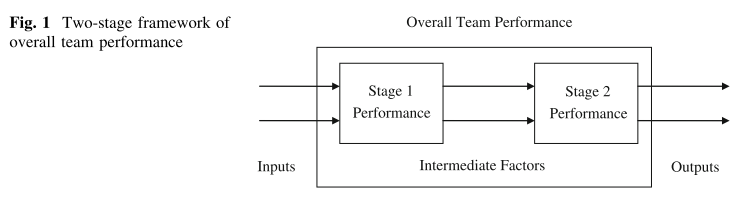 Fig. 1 Two-stage framework of
overall team performance
Overall Team Performance
Stage 1
Performance
Stage 2
Performance
Inputs
Intermediate Factors
Outputs